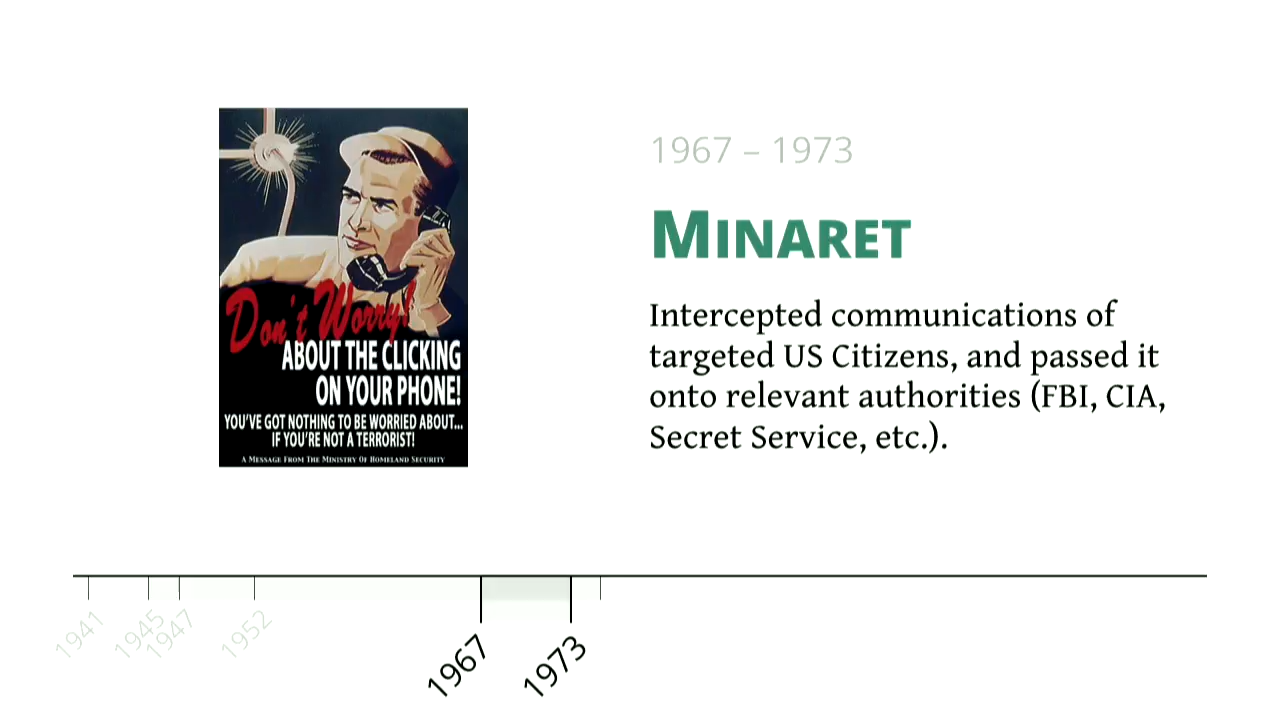 1967 – 1973
MINARET
Intercepted communications of
targeted US Citizens, and passed it
onto relevant authorities (FBI, CIA,
Secret Service, etc.).
Don't Worry!
ABOUT THE CLICKING
ON YOUR PHONE!
YOU'VE GOT NOTHING TO BE WORRIED ABOUT...
IF YOU'RE NOT A TERRORIST!
A MESSAGE FROM THE MINISTRY OF HOMELAND SECURITY
1941
1945
1947
1952
1967
1973